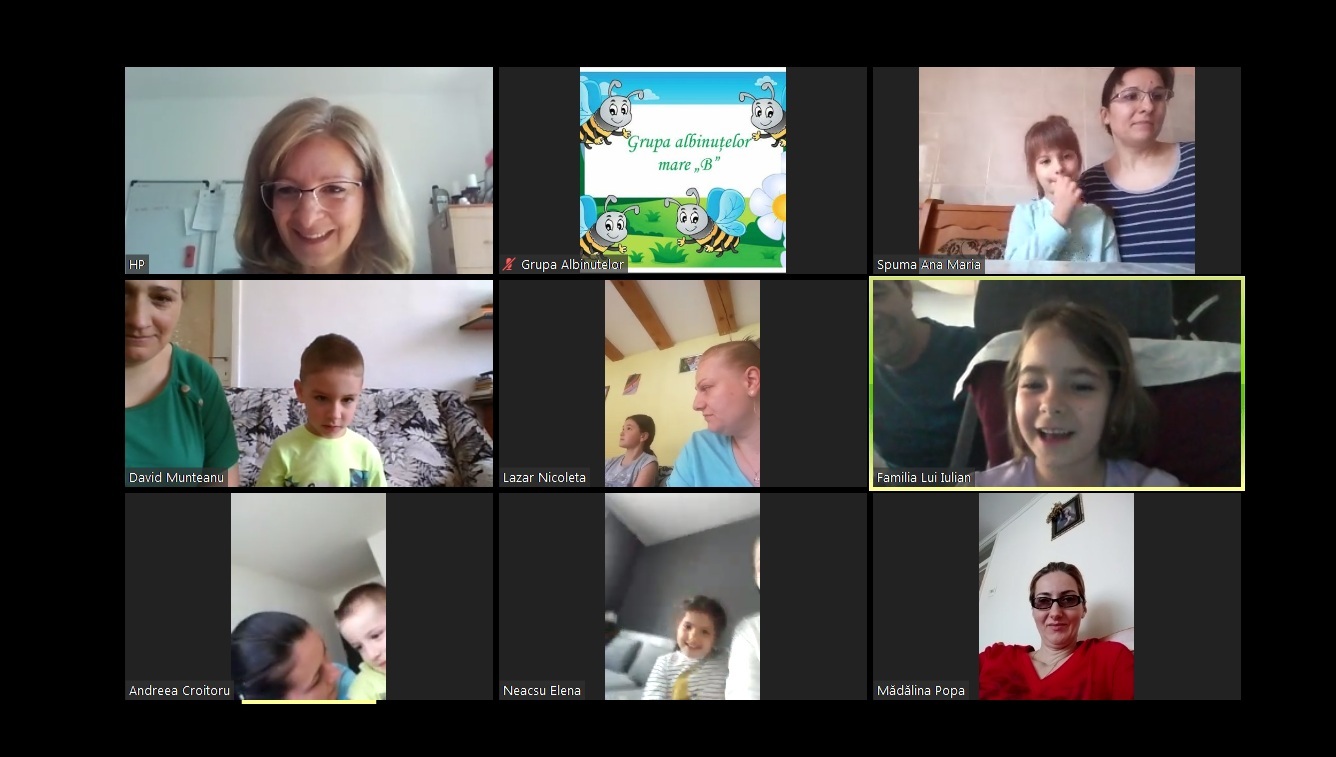 HP
Grupa albinuțelor
mare „B”
Grupa Albinutelor
Spuma Ana Maria
David Munteanu
Lazar Nicoleta
Familia Lui Iulian
Andreea Croitoru
Neacsu Elena
Mădălina Popa